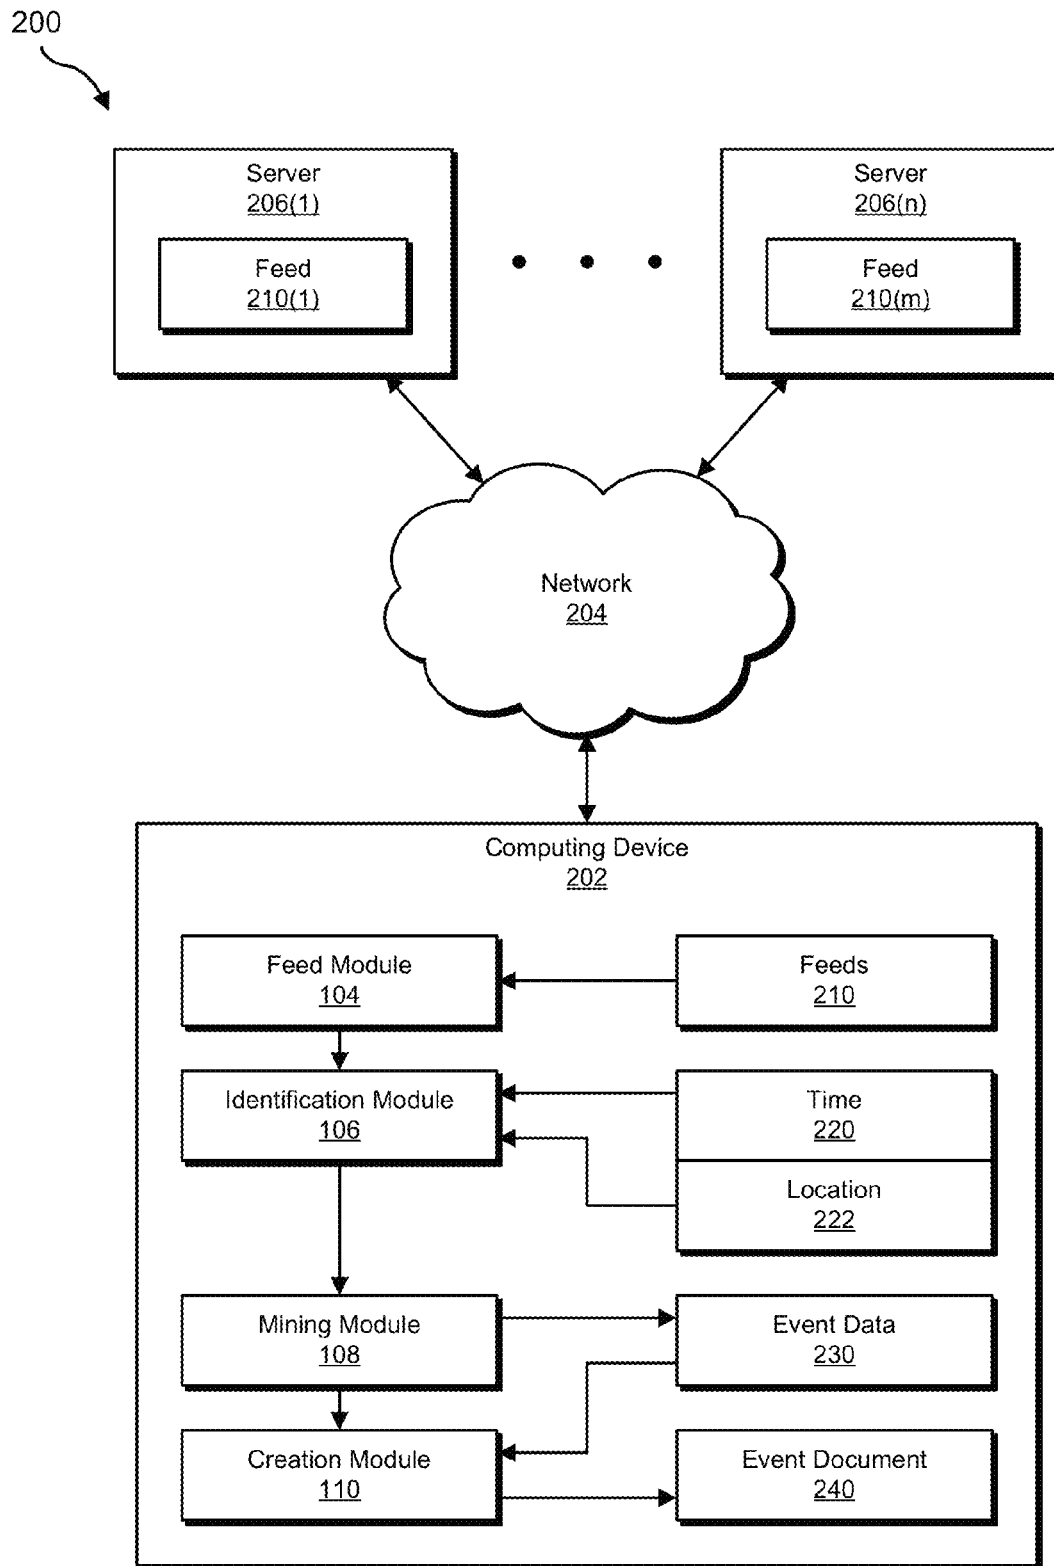 200
Server
206(1)
Feed
210(1)
Server
206(n)
Feed
210(m)
Network
204
Computing Device
202
Feed Module
104
Feeds
210
Identification Module
106
Time
220
Location
222
Mining Module
108
Event Data
230
Creation Module
110
Event Document
240